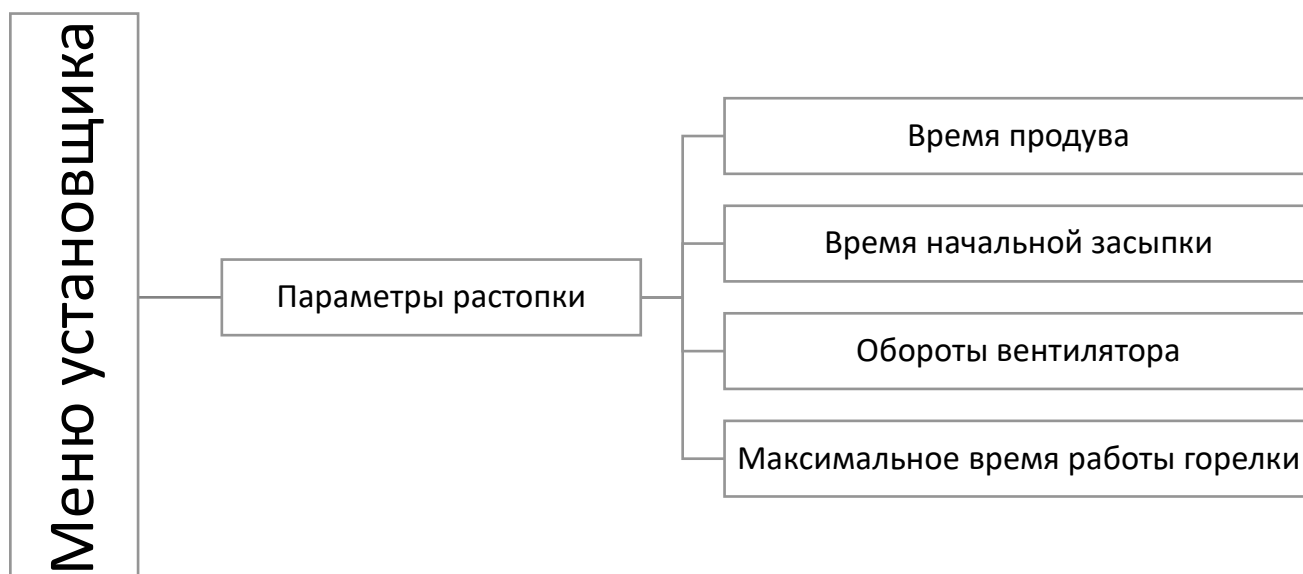 Меню установщика
Параметры растопки
Время продува
Время начальной засыпки
Обороты вентилятора
Максимальное время работы горелки